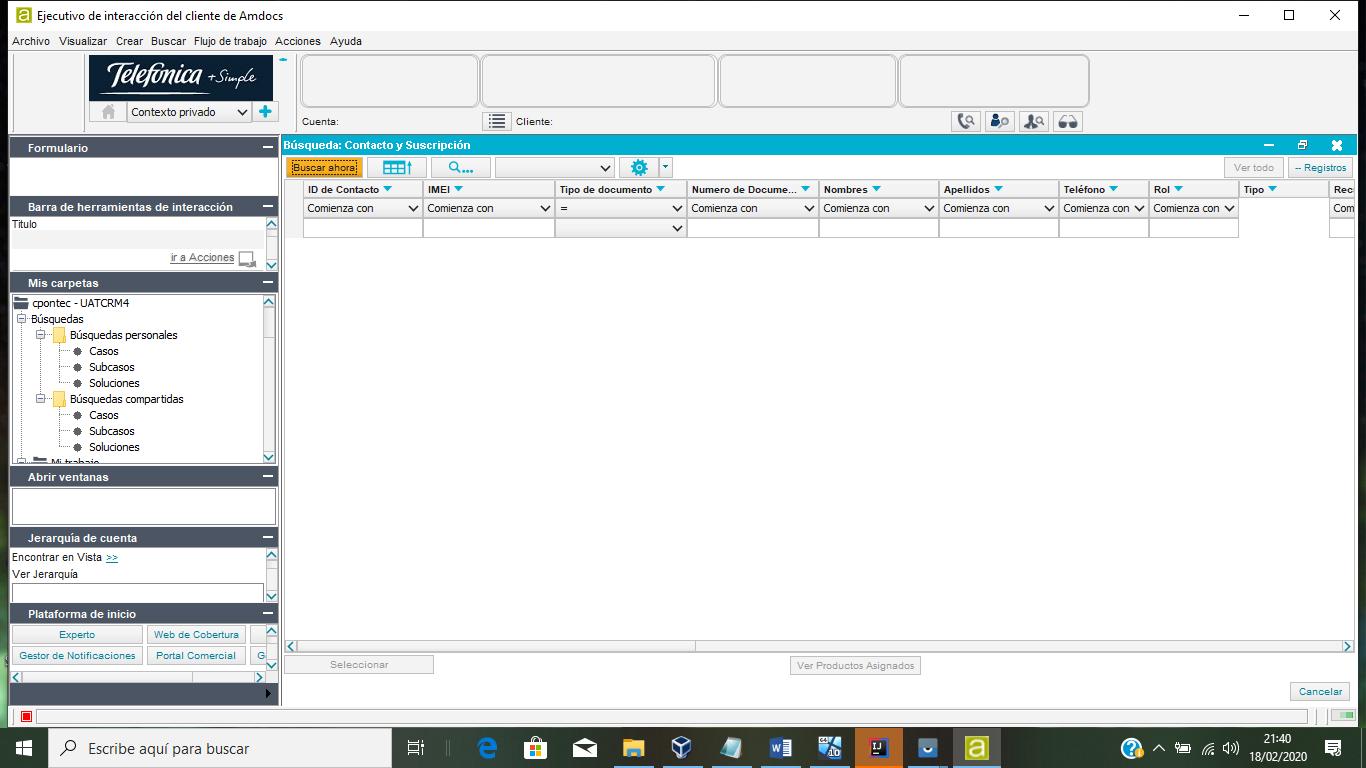 Ejecutivo de interacción del cliente de Amdocs
Archivo Visualizar Crear Buscar Flujo de trabajo Acciones Ayuda
Telefónica +Simple
Contexto privado
Cuenta: Cliente:
Formulario
Barra de herramientas de interacción
Título
ir a Acciones
Mis carpetas
cpontec - UATCRM4
Búsquedas
Búsquedas personales
Casos
Subcasos
Soluciones
Búsquedas compartidas
Casos
Subcasos
Soluciones
Mi trabajo
Abrir ventanas
Jerarquía de cuenta
Encontrar en Vista >>
Ver Jerarquía
Plataforma de inicio
Experto Web de Cobertura
Gestor de Notificaciones Portal Comercial G
Búsqueda: Contacto y Suscripción
Buscar ahora Ver todo -- Registros
ID de Contacto IMEI Tipo de documento Numero de Docume... Nombres Apellidos Teléfono Rol Tipo Reci
Comienza con Comienza con = Comienza con Comienza con Comienza con Comienza con Comienza con Com
Seleccionar Ver Productos Asignados
Cancelar
Escribe aquí para buscar
21:40
18/02/2020